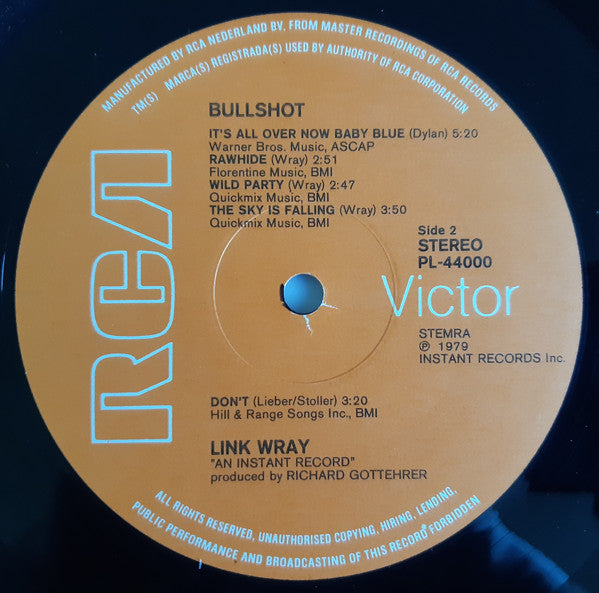 MANUFACTURED BY RCA NEDERLAND BV, FROM MASTER RECORDINGS OF RCA RECORDS
TM(S) MARCA(S) REGISTRADA(S) USED BY AUTHORITY OF RCA CORPORATION
RCA
BULLSHOT
IT'S ALL OVER NOW BABY BLUE (Dylan) 5:20
Warner Bros. Music, ASCAP
RAWHIDE (Wray) 2:51
Florentine Music, BMI
WILD PARTY (Wray) 2:47
Quickmix Music, BMI
THE SKY IS FALLING (Wray) 3:50
Quickmix Music, BMI
Side 2
STEREO
PL-44000
Victor
STEMRA
℗ 1979
INSTANT RECORDS Inc.
DON'T (Lieber/Stoller) 3:20
Hill & Range Songs Inc., BMI
LINK WRAY
"AN INSTANT RECORD"
produced by RICHARD GOTTEHRER
ALL RIGHTS RESERVED, UNAUTHORISED COPYING, HIRING, LENDING,
PUBLIC PERFORMANCE AND BROADCASTING OF THIS RECORD FORBIDDEN